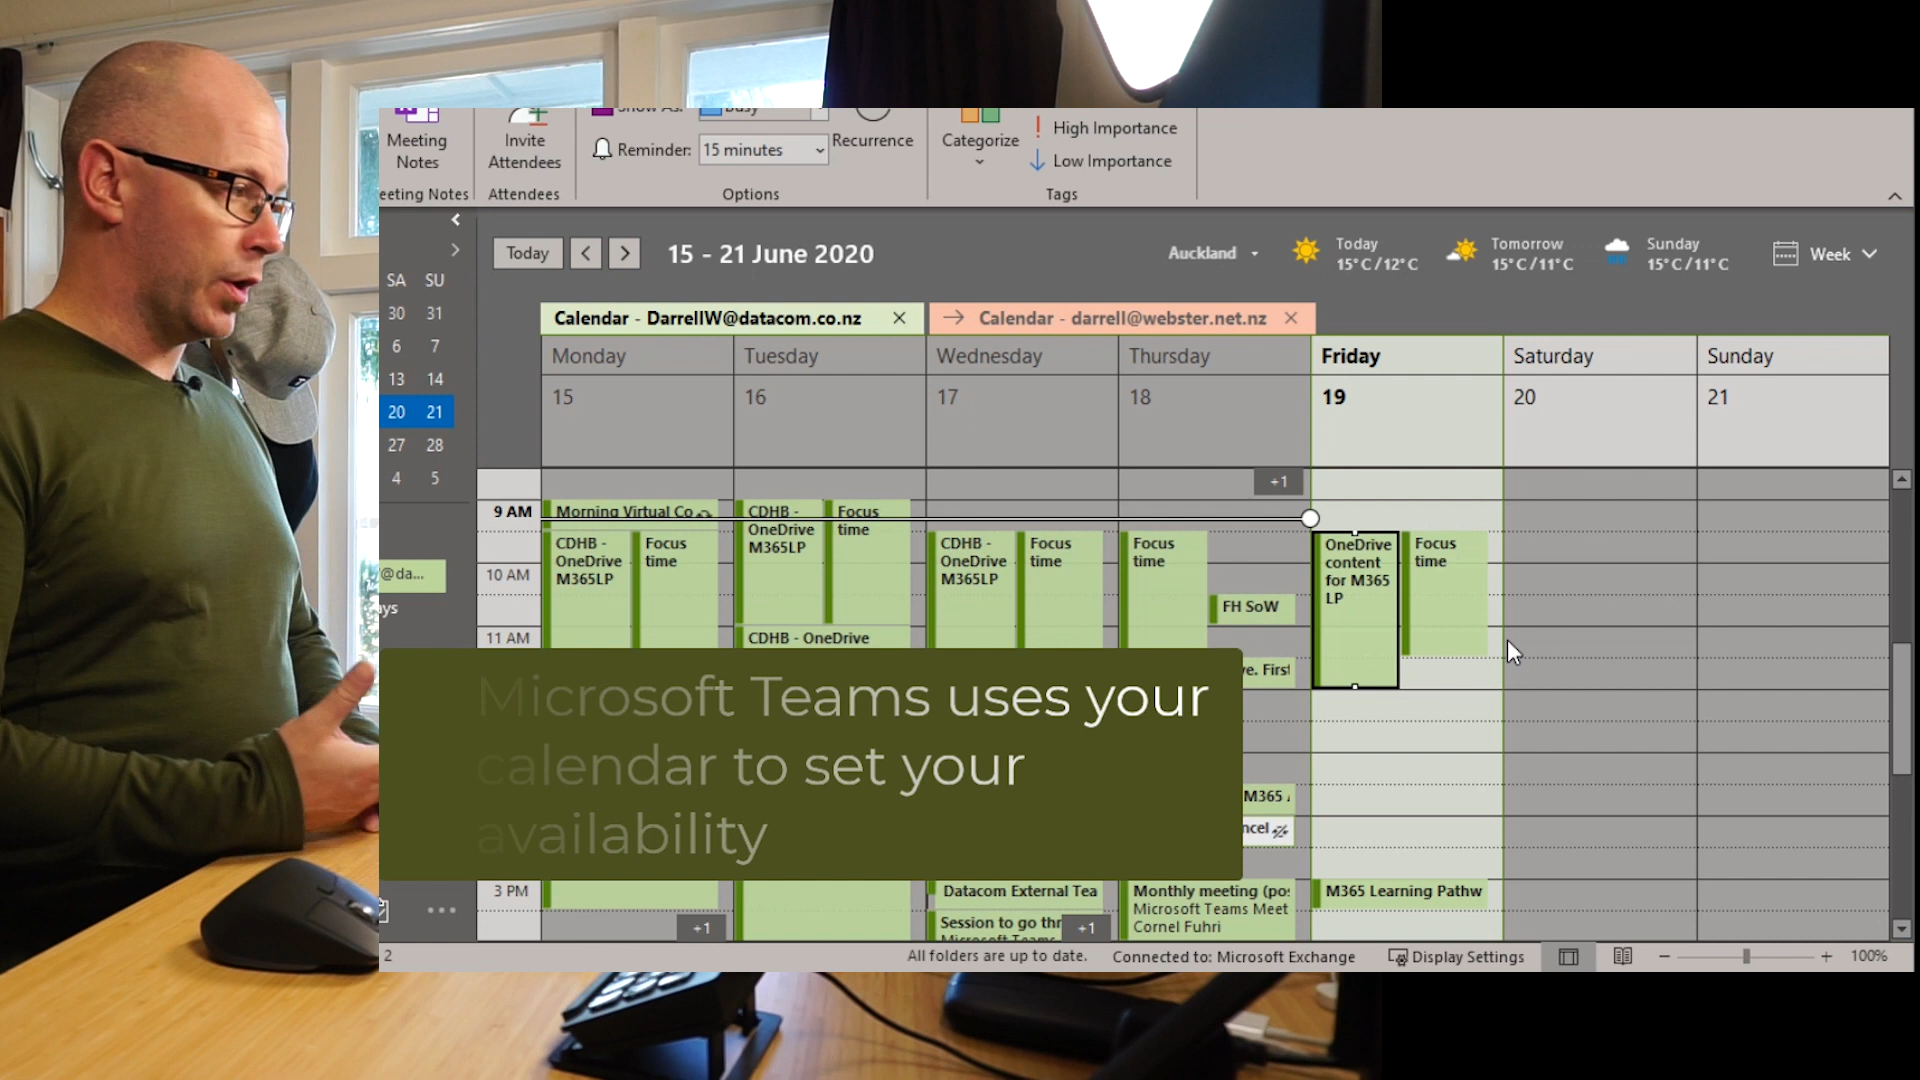 Meeting
Notes
Invite
Attendees
Reminder: 15 minutes
Recurrence
Categorize
High Importance
Low Importance
eeting Notes
Attendees
Options
Tags
Today
15 - 21 June 2020
Auckland
Today
15°C/12°C
Tomorrow
15°C/11°C
Sunday
15°C/11°C
Week
SA SU
30 31
6 7
13 14
20 21
27 28
4 5
@da...
ays
Calendar - DarrellW@datacom.co.nz
Calendar - darrell@webster.net.nz
Monday Tuesday Wednesday Thursday Friday Saturday Sunday
15 16 17 18 19 20 21
+1
9 AM
10 AM
11 AM
3 PM
Morning Virtual Co
CDHB -
OneDrive
M365LP
Focus
time
CDHB -
OneDrive
M365LP
Focus
time
CDHB - OneDrive
CDHB -
OneDrive
M365LP
Focus
time
Focus
time
FH SoW
ve. First
OneDrive
content
for M365
LP
Focus
time
Microsoft Teams uses your
calendar to set your
availability
M365
ncel
Datacom External Tea
Session to go thr
Microsoft Teams
Monthly meeting (pos
Microsoft Teams Meet
Cornel Fuhri
M365 Learning Pathw
+1
+1
2
All folders are up to date.
Connected to: Microsoft Exchange
Display Settings
100%